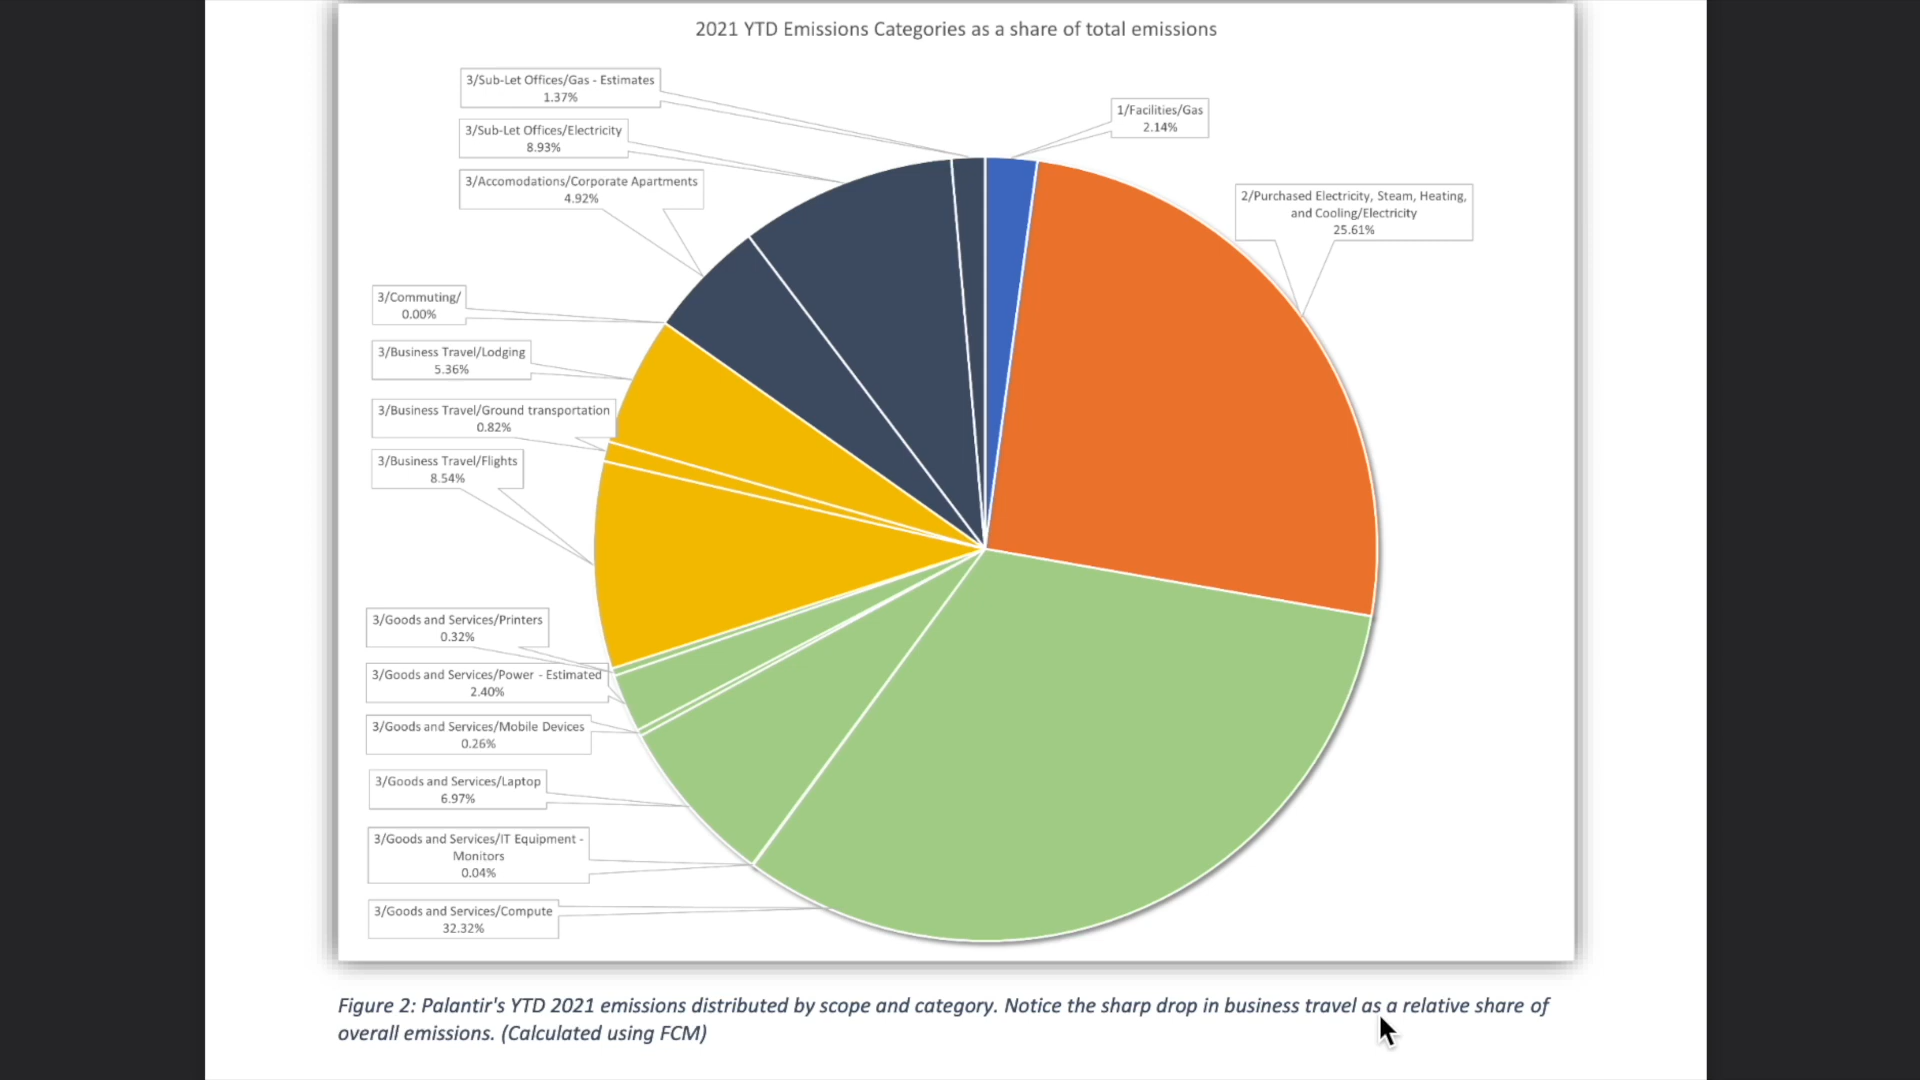 2021 YTD Emissions Categories as a share of total emissions
3/Sub-Let Offices/Gas - Estimates
1.37%
1/Facilities/Gas
2.14%
3/Sub-Let Offices/Electricity
8.93%
3/Accomodations/Corporate Apartments
4.92%
2/Purchased Electricity, Steam, Heating,
and Cooling/Electricity
25.61%
3/Commuting/
0.00%
3/Business Travel/Lodging
5.36%
3/Business Travel/Ground transportation
0.82%
3/Business Travel/Flights
8.54%
3/Goods and Services/Printers
0.32%
3/Goods and Services/Power - Estimated
2.40%
3/Goods and Services/Mobile Devices
0.26%
3/Goods and Services/Laptop
6.97%
3/Goods and Services/IT Equipment -
Monitors
0.04%
3/Goods and Services/Compute
32.32%
Figure 2: Palantir's YTD 2021 emissions distributed by scope and category. Notice the sharp drop in business travel as a relative share of
overall emissions. (Calculated using FCM)